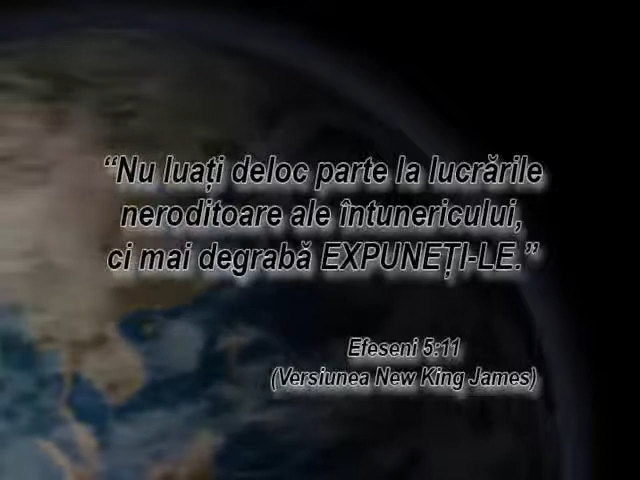 “Nu luați deloc parte la lucrările
neroditoare ale întunericului,
ci mai degrabă EXPUNEȚI-LE.”
Efeseni 5:11
(Versiunea New King James)